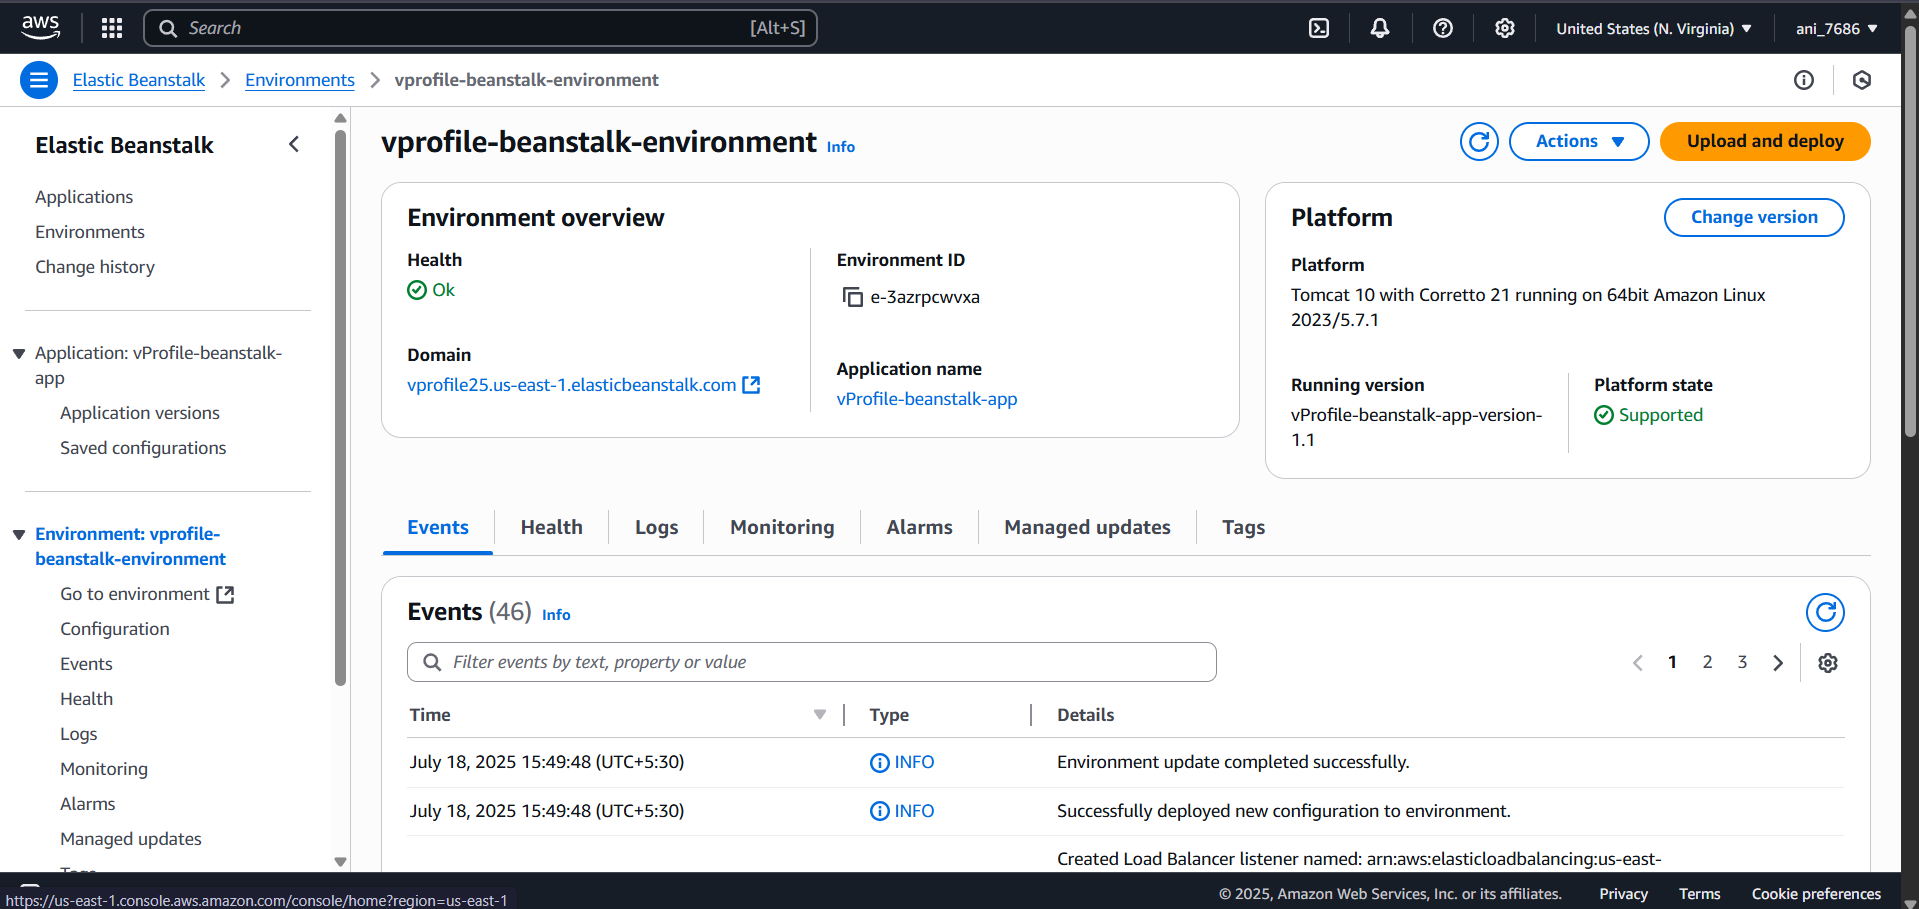 aws
Search
[Alt+S]
United States (N. Virginia)
ani_7686
Elastic Beanstalk
Environments
vprofile-beanstalk-environment
Elastic Beanstalk
Applications
Environments
Change history
Application: vProfile-beanstalk-
app
Application versions
Saved configurations
Environment: vprofile-
beanstalk-environment
Go to environment
Configuration
Events
Health
Logs
Monitoring
Alarms
Managed updates
vprofile-beanstalk-environment Info
Actions
Upload and deploy
Environment overview
Health
Ok
Domain
vprofile25.us-east-1.elasticbeanstalk.com
Environment ID
e-3azrpcwvxa
Application name
vProfile-beanstalk-app
Platform
Change version
Platform
Tomcat 10 with Corretto 21 running on 64bit Amazon Linux
2023/5.7.1
Running version
vProfile-beanstalk-app-version-
1.1
Platform state
Supported
Events
Health
Logs
Monitoring
Alarms
Managed updates
Tags
Events (46) Info
Filter events by text, property or value
1 2 3
Time Type Details
July 18, 2025 15:49:48 (UTC+5:30) INFO Environment update completed successfully.
July 18, 2025 15:49:48 (UTC+5:30) INFO Successfully deployed new configuration to environment.
Created Load Balancer listener named: arn:aws:elasticloadbalancing:us-east-
https://us-east-1.console.aws.amazon.com/console/home?region=us-east-1
© 2025, Amazon Web Services, Inc. or its affiliates.
Privacy
Terms
Cookie preferences